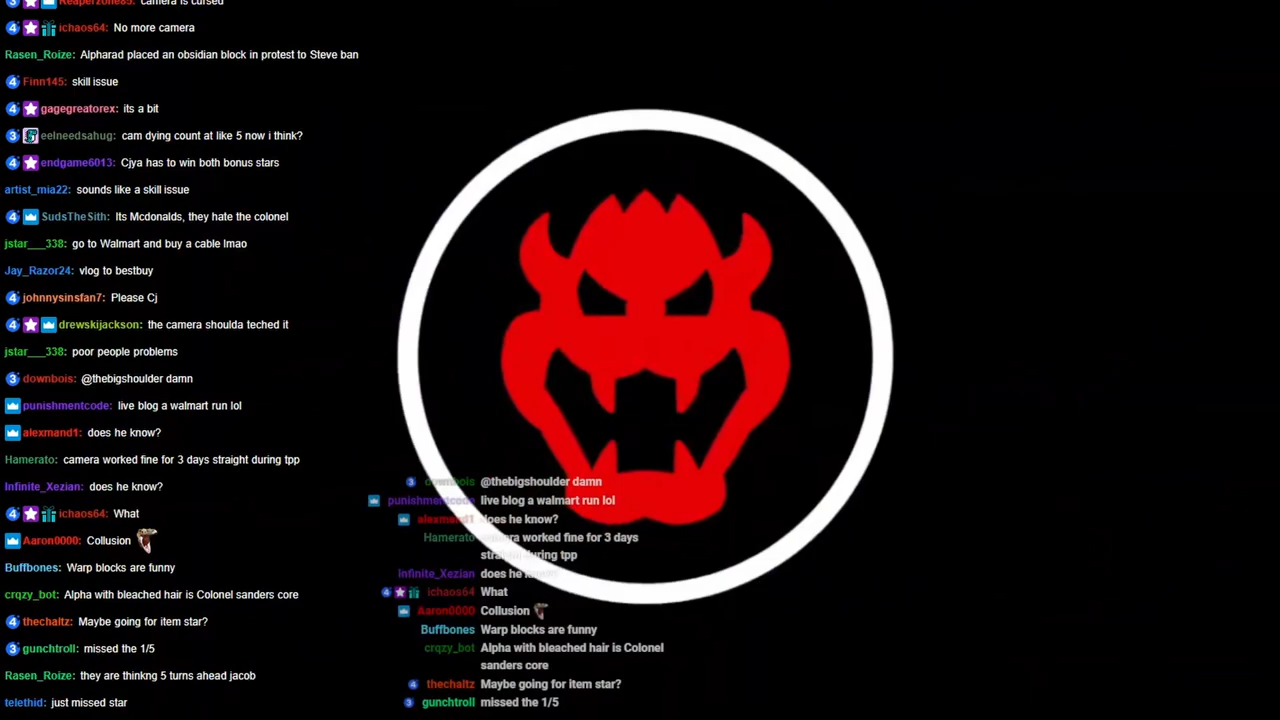 Reaperzone85: camera is cursed
ichaos64: No more camera
Rasen_Roize: Alpharad placed an obsidian block in protest to Steve ban
Finn145: skill issue
gagegreatorex: its a bit
eelneedsahug: cam dying count at like 5 now i think?
endgame6013: Cjya has to win both bonus stars
artist_mia22: sounds like a skill issue
SudsTheSith: Its Mcdonalds, they hate the colonel
jstar___338: go to Walmart and buy a cable lmao
Jay_Razor24: vlog to bestbuy
johnnysinsfan7: Please Cj
drewskijackson: the camera shoulda teched it
jstar___338: poor people problems
downbois: @thebigshoulder damn
punishmentcode: live blog a walmart run lol
alexmand1: does he know?
Hamerato: camera worked fine for 3 days straight during tpp
Infinite_Xezian: does he know?
ichaos64: What
Aaron0000: Collusion
Buffbones: Warp blocks are funny
crqzy_bot: Alpha with bleached hair is Colonel sanders core
thechaltz: Maybe going for item star?
gunchtroll: missed the 1/5
Rasen_Roize: they are thinkng 5 turns ahead jacob
telethid: just missed star
downbois @thebigshoulder damn
punishmentcode live blog a walmart run lol
alexmand1 does he know?
Hamerato camera worked fine for 3 days
straight during tpp
Infinite_Xezian does he know?
ichaos64 What
Aaron0000 Collusion
Buffbones Warp blocks are funny
crqzy_bot Alpha with bleached hair is Colonel
sanders core
thechaltz Maybe going for item star?
gunchtroll missed the 1/5